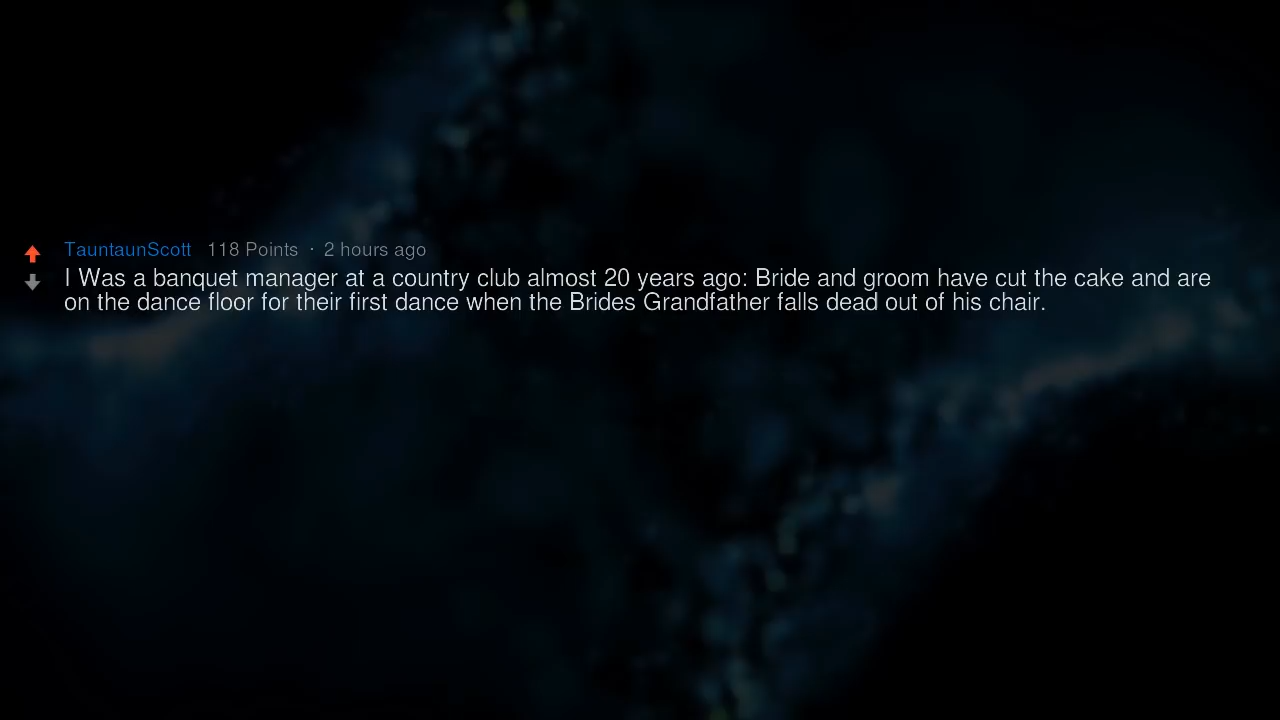 TauntaunScott 118 Points · 2 hours ago
I Was a banquet manager at a country club almost 20 years ago: Bride and groom have cut the cake and are
on the dance floor for their first dance when the Brides Grandfather falls dead out of his chair.